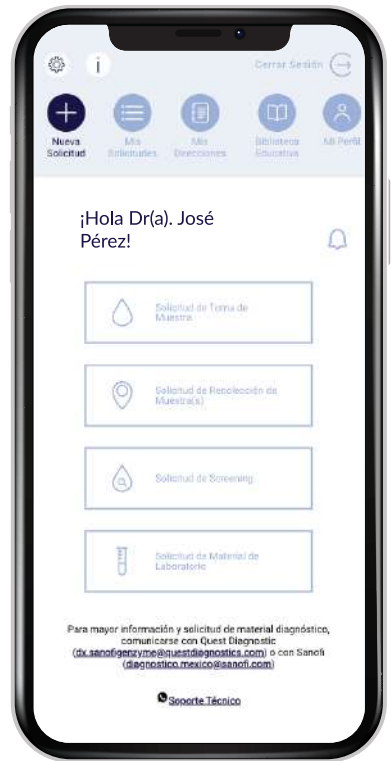 i
Cerrar Sesión
Nueva
Solicitud
Mis
Solicitudes
Mis
Direcciones
Biblioteca
Educativa
Mi Perfil
¡Hola Dr(a). José
Pérez!
Solicitud de Toma de
Muestra
Solicitud de Recolección de
Muestra(s)
Solicitud de Screening
Solicitud de Material de
Laboratorio
Para mayor información y solicitud de material diagnóstico,
comunicarse con Quest Diagnostic
(dx.sanofigenzyme@questdiagnostics.com) o con Sanofi
(diagnostico.mexico@sanofi.com)
Soporte Técnico